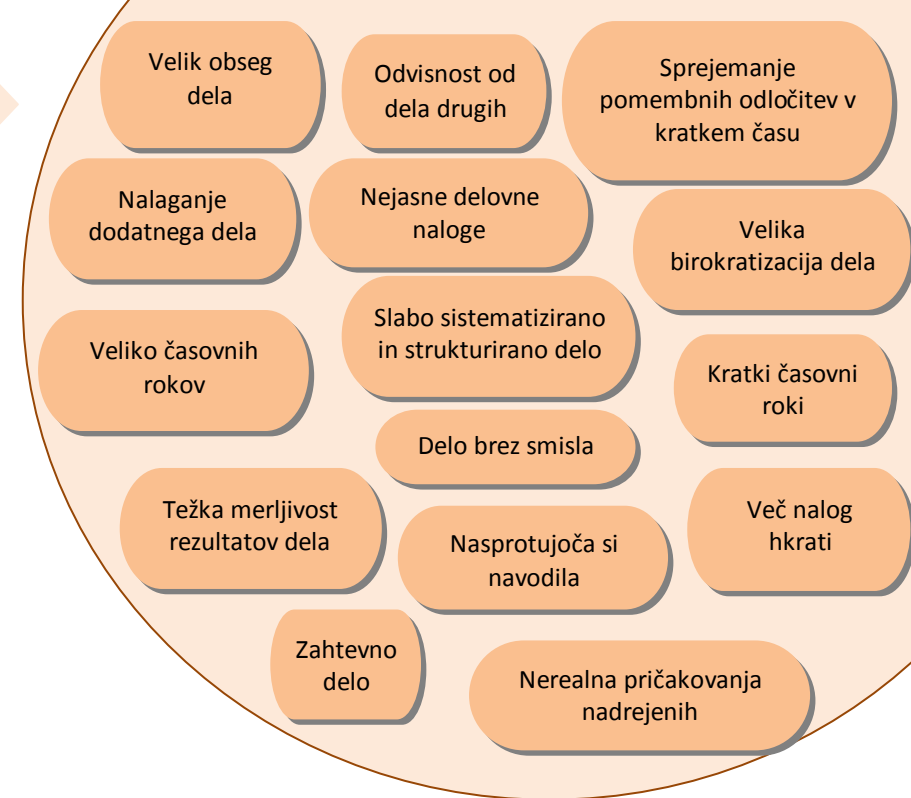 Velik obseg
dela
Odvisnost od
dela drugih
Sprejemanje
pomembnih odločitev v
kratkem času
Nalaganje
dodatnega dela
Nejasne delovne
naloge
Velika
birokratizacija dela
Veliko časovnih
rokov
Slabo sistematizirano
in strukturirano delo
Kratki časovni
roki
Delo brez smisla
Težka merljivost
rezultatov dela
Nasprotujoča si
navodila
Več nalog
hkrati
Zahtevno
delo
Nerealna pričakovanja
nadrejenih